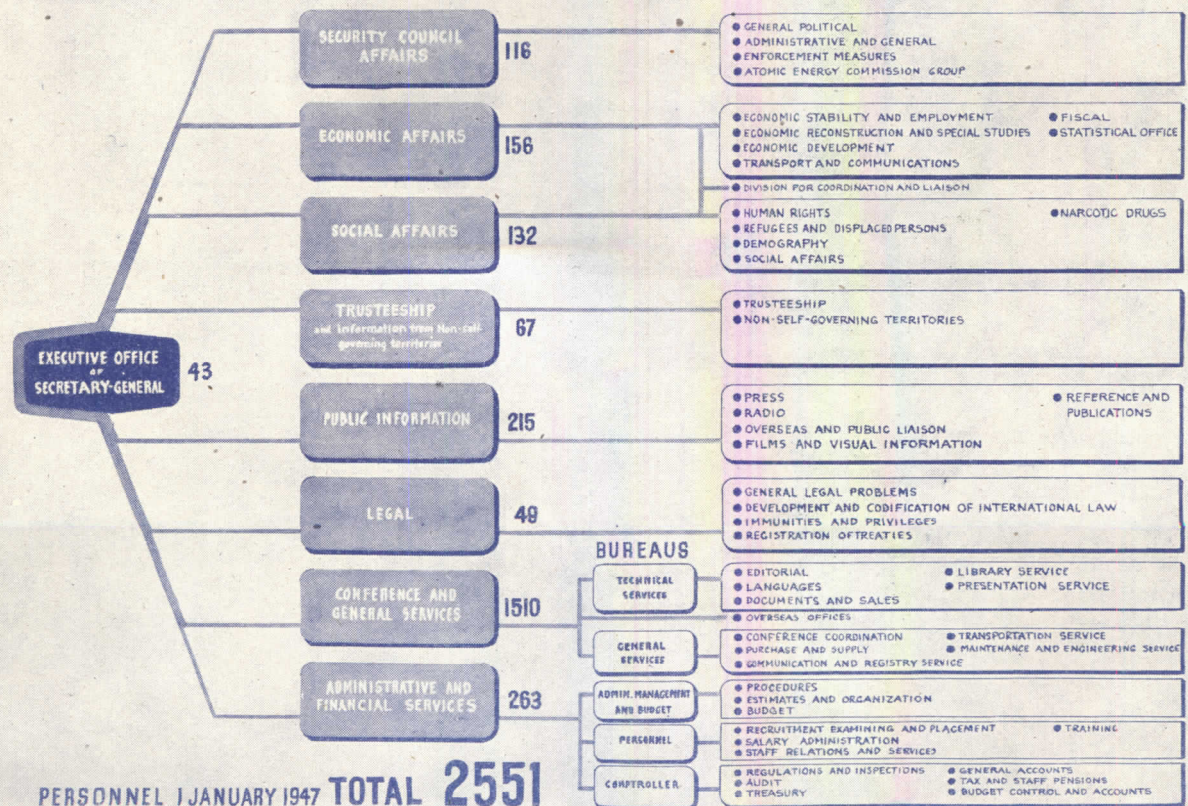 EXECUTIVE OFFICE
OF
SECRETARY-GENERAL
43
SECURITY COUNCIL
AFFAIRS
116
● GENERAL POLITICAL
● ADMINISTRATIVE AND GENERAL
● ENFORCEMENT MEASURES
● ATOMIC ENERGY COMMISSION GROUP
ECONOMIC AFFAIRS
156
● ECONOMIC STABILITY AND EMPLOYMENT
● ECONOMIC RECONSTRUCTION AND SPECIAL STUDIES
● ECONOMIC DEVELOPMENT
● TRANSPORT AND COMMUNICATIONS
● FISCAL
● STATISTICAL OFFICE
● DIVISION FOR COORDINATION AND LIAISON
SOCIAL AFFAIRS
132
● HUMAN RIGHTS
● REFUGEES AND DISPLACED PERSONS
● DEMOGRAPHY
● SOCIAL AFFAIRS
● NARCOTIC DRUGS
TRUSTEESHIP
and information from Non-self-
governing territories
67
● TRUSTEESHIP
● NON-SELF-GOVERNING TERRITORIES
PUBLIC INFORMATION
215
● PRESS
● RADIO
● OVERSEAS AND PUBLIC LIAISON
● FILMS AND VISUAL INFORMATION
● REFERENCE AND
PUBLICATIONS
LEGAL
49
● GENERAL LEGAL PROBLEMS
● DEVELOPMENT AND CODIFICATION OF INTERNATIONAL LAW
● IMMUNITIES AND PRIVILEGES
● REGISTRATION OF TREATIES
CONFERENCE AND
GENERAL SERVICES
1510
BUREAUS
TECHNICAL
SERVICES
● EDITORIAL
● LANGUAGES
● DOCUMENTS AND SALES
● LIBRARY SERVICE
● PRESENTATION SERVICE
● OVERSEAS OFFICES
GENERAL
SERVICES
● CONFERENCE COORDINATION
● PURCHASE AND SUPPLY
● COMMUNICATION AND REGISTRY SERVICE
● TRANSPORTATION SERVICE
● MAINTENANCE AND ENGINEERING SERVICE
ADMINISTRATIVE AND
FINANCIAL SERVICES
263
ADMIN. MANAGEMENT
AND BUDGET
● PROCEDURES
● ESTIMATES AND ORGANIZATION
● BUDGET
PERSONNEL
● RECRUITMENT EXAMINING AND PLACEMENT
● SALARY ADMINISTRATION
● STAFF RELATIONS AND SERVICES
● TRAINING
COMPTROLLER
● REGULATIONS AND INSPECTIONS
● AUDIT
● TREASURY
● GENERAL ACCOUNTS
● TAX AND STAFF PENSIONS
● BUDGET CONTROL AND ACCOUNTS
PERSONNEL 1 JANUARY 1947 TOTAL 2551